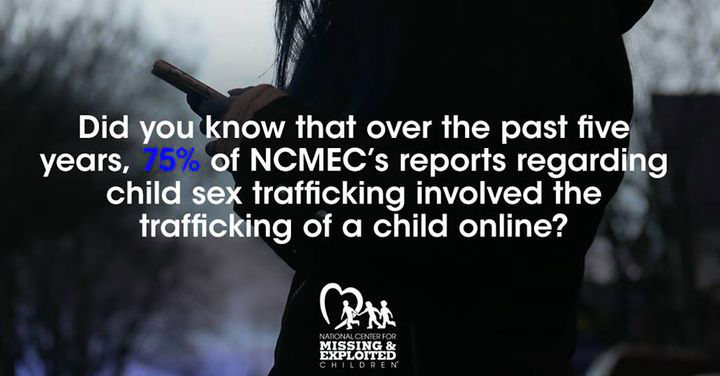 Did you know that over the past five
years, 75% of NCMEC's reports regarding
child sex trafficking involved the
trafficking of a child online?
NATIONAL CENTER FOR
MISSING &
EXPLOITED
CHILDREN®